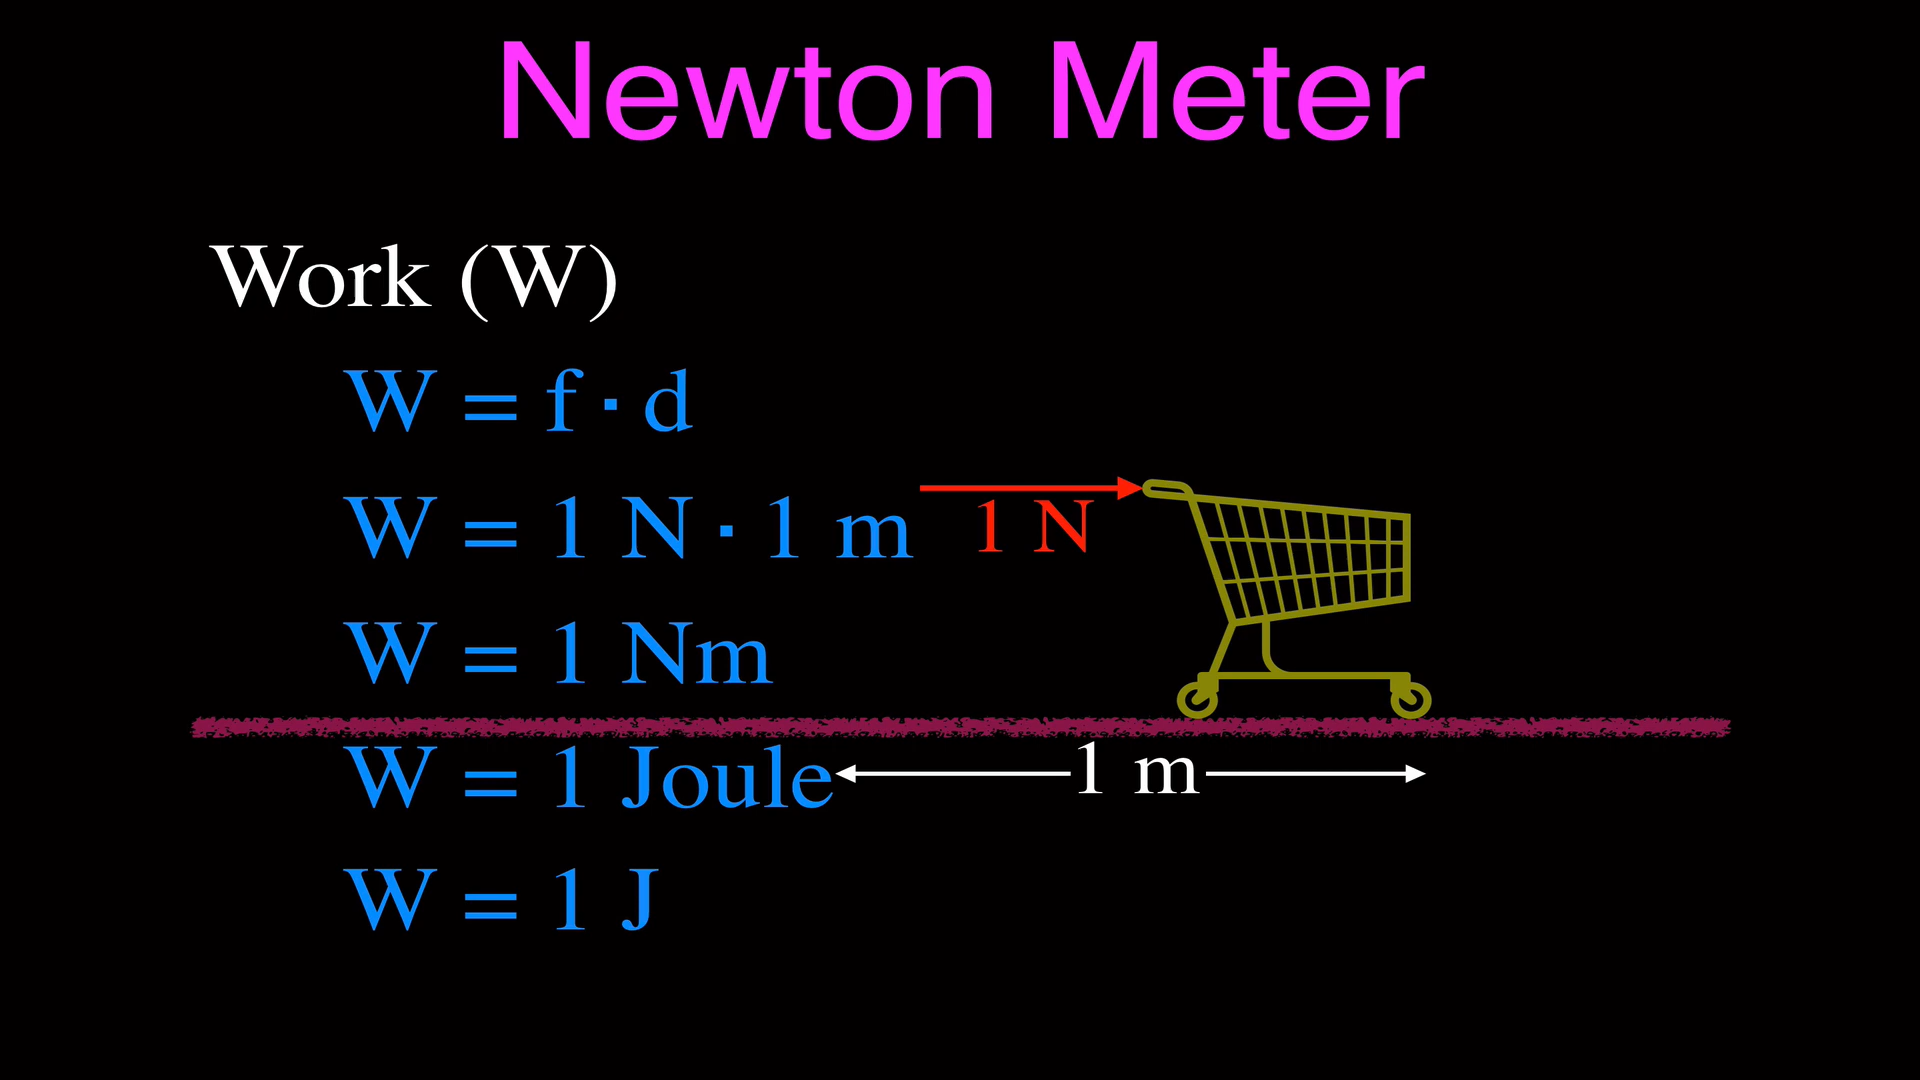 Newton Meter
Work (W)
W = f · d
W = 1 N · 1 m
1 N
W = 1 Nm
W = 1 Joule
1 m
W = 1 J